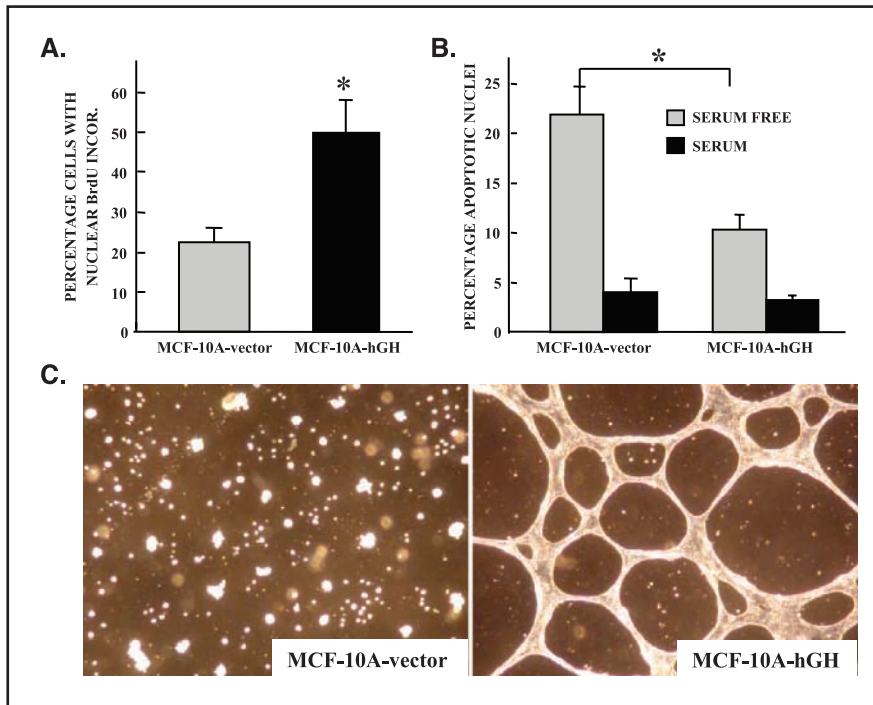 A.
PERCENTAGE CELLS WITH
NUCLEAR BrdU INCOR.
60
50
40
30
20
10
0
*
MCF-10A-vector
MCF-10A-hGH
B.
PERCENTAGE APOPTOTIC NUCLEI
25
20
15
10
5
0
*
SERUM FREE
SERUM
MCF-10A-vector
MCF-10A-hGH
C.
MCF-10A-vector
MCF-10A-hGH